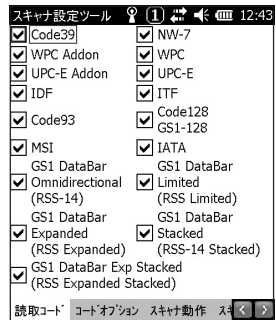 スキャナ設定ツール 1 12:43
Code39 NW-7
WPC Addon WPC
UPC-E Addon UPC-E
IDF ITF
Code93 Code128
GS1-128
MSI IATA
GS1 DataBar
Omnidirectional
(RSS-14)
GS1 DataBar
Limited
(RSS Limited)
GS1 DataBar
Expanded
(RSS Expanded)
GS1 DataBar
Stacked
(RSS-14 Stacked)
GS1 DataBar Exp Stacked
(RSS Expanded Stacked)
読取コード コードオプション スキャナ動作 スキ